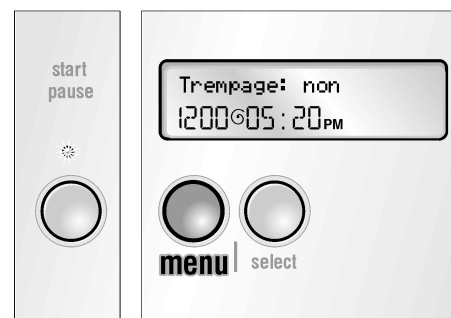 start
pause
Trempage: non
1200 05:20PM
menu
select